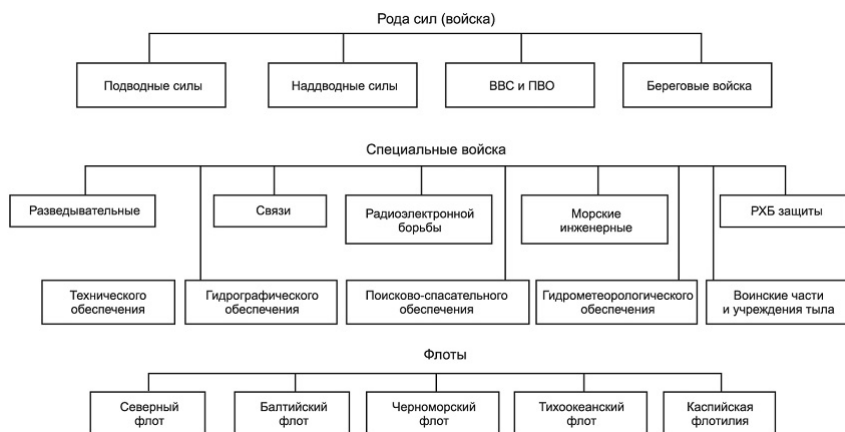 Рода сил (войска)
Подводные силы
Наддводные силы
ВВС и ПВО
Береговые войска
Специальные войска
Разведывательные
Связи
Радиоэлектронной
борьбы
Морские
инженерные
РХБ защиты
Технического
обеспечения
Гидрографического
обеспечения
Поисково-спасательного
обеспечения
Гидрометеорологического
обеспечения
Воинские части
и учреждения тыла
Флоты
Северный
флот
Балтийский
флот
Черноморский
флот
Тихоокеанский
флот
Каспийская
флотилия